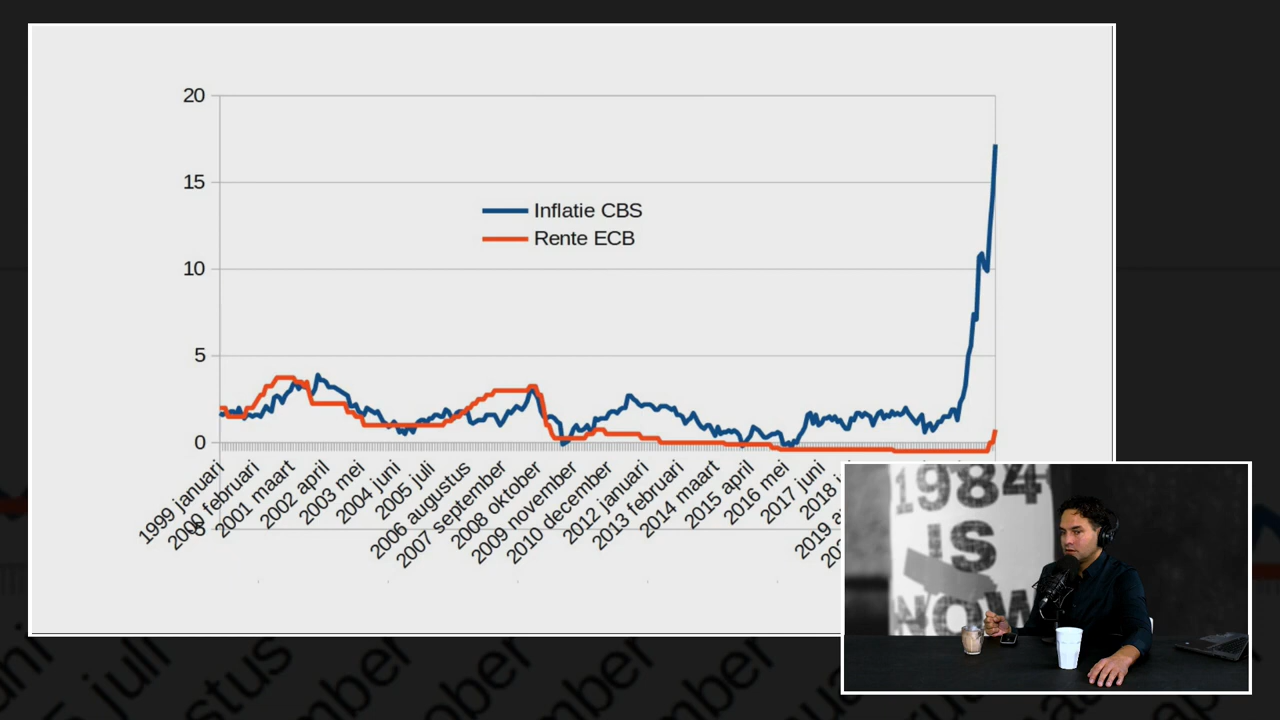 20
15
10
5
0
-5
Inflatie CBS
Rente ECB
1999 januari
2000 februari
2001 maart
2002 april
2003 mei
2004 juni
2005 juli
2006 augustus
2007 september
2008 oktober
2009 november
2010 december
2012 januari
2013 februari
2014 maart
2015 april
2016 mei
2017 juni
2018
2019
1984
IS
NOW